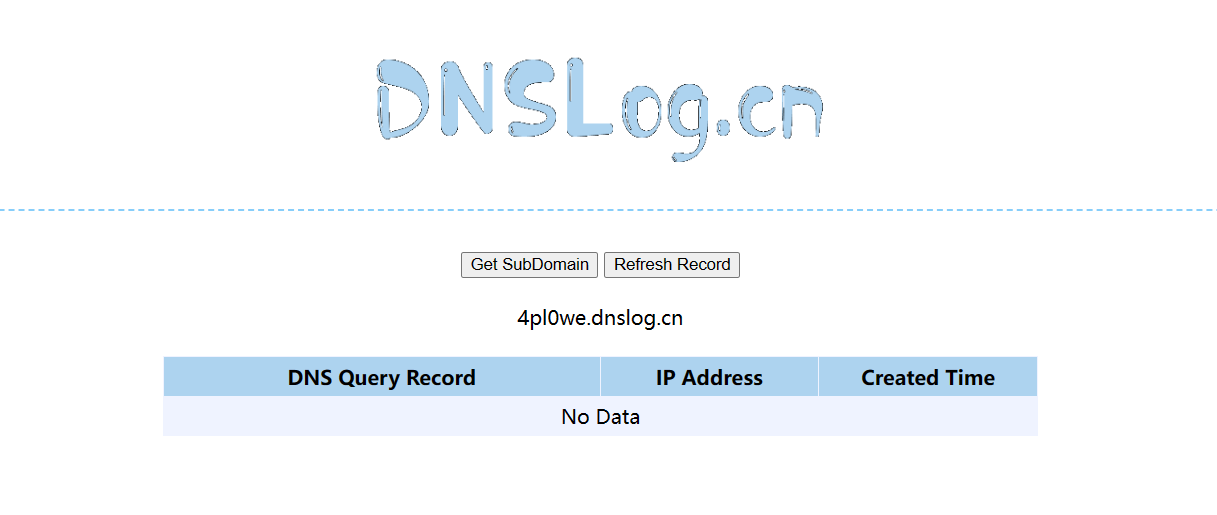 DNSLog.cn
Get SubDomain Refresh Record
4pl0we.dnslog.cn
DNS Query Record IP Address Created Time
No Data